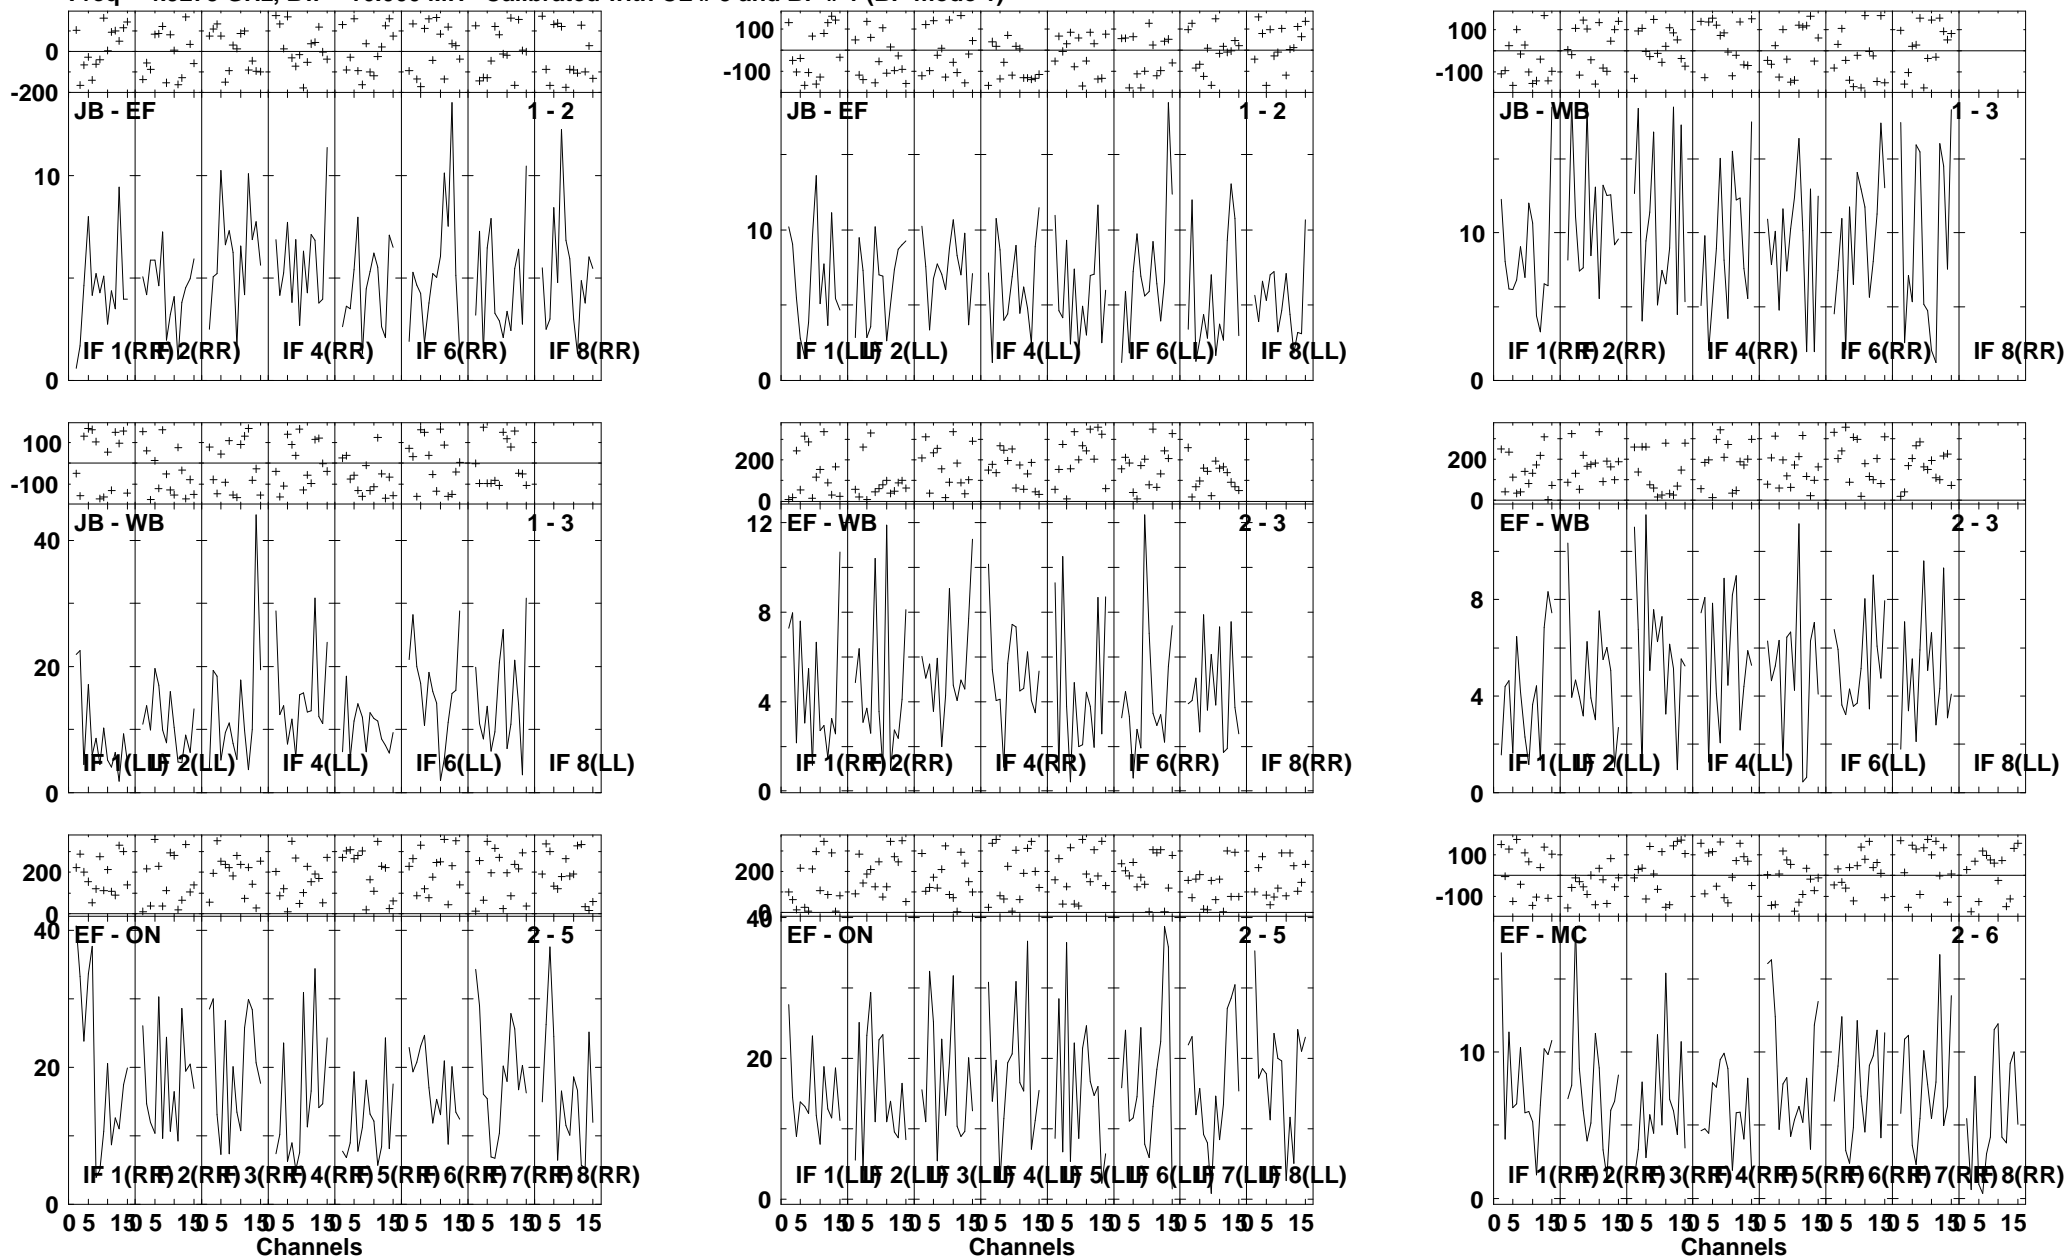 100
0
-200
JB - EF
1 - 2
10
0
IF 1(RR)
IF 2(RR)
IF 4(RR)
IF 6(RR)
IF 8(RR)
100
-100
JB - EF
1 - 2
10
0
IF 1(LL)
IF 2(LL)
IF 4(LL)
IF 6(LL)
IF 8(LL)
100
-100
JB - WB
1 - 3
10
0
IF 1(RR)
IF 2(RR)
IF 4(RR)
IF 6(RR)
IF 8(RR)
100
-100
JB - WB
1 - 3
40
20
0
IF 1(LL)
IF 2(LL)
IF 4(LL)
IF 6(LL)
IF 8(LL)
200
0
EF - WB
2 - 3
12
8
4
0
IF 1(RR)
IF 2(RR)
IF 4(RR)
IF 6(RR)
IF 8(RR)
200
0
EF - WB
2 - 3
8
4
0
IF 1(LL)
IF 2(LL)
IF 4(LL)
IF 6(LL)
IF 8(LL)
200
0
EF - ON
2 - 5
40
20
0
IF 1(RR)
IF 2(RR)
IF 3(RR)
IF 4(RR)
IF 5(RR)
IF 6(RR)
IF 7(RR)
IF 8(RR)
0 5 15
0 5 15
0 5 15
0 5 15
0 5 15
0 5 15
0 5 15
0 5 15
Channels
200
0
EF - ON
2 - 5
40
20
0
IF 1(LL)
IF 2(LL)
IF 3(LL)
IF 4(LL)
IF 5(LL)
IF 6(LL)
IF 7(LL)
IF 8(LL)
0 5 15
0 5 15
0 5 15
0 5 15
0 5 15
0 5 15
0 5 15
0 5 15
Channels
100
-100
EF - MC
2 - 6
10
0
IF 1(RR)
IF 2(RR)
IF 3(RR)
IF 4(RR)
IF 5(RR)
IF 6(RR)
IF 7(RR)
IF 8(RR)
0 5 15
0 5 15
0 5 15
0 5 15
0 5 15
0 5 15
0 5 15
0 5 15
Channels